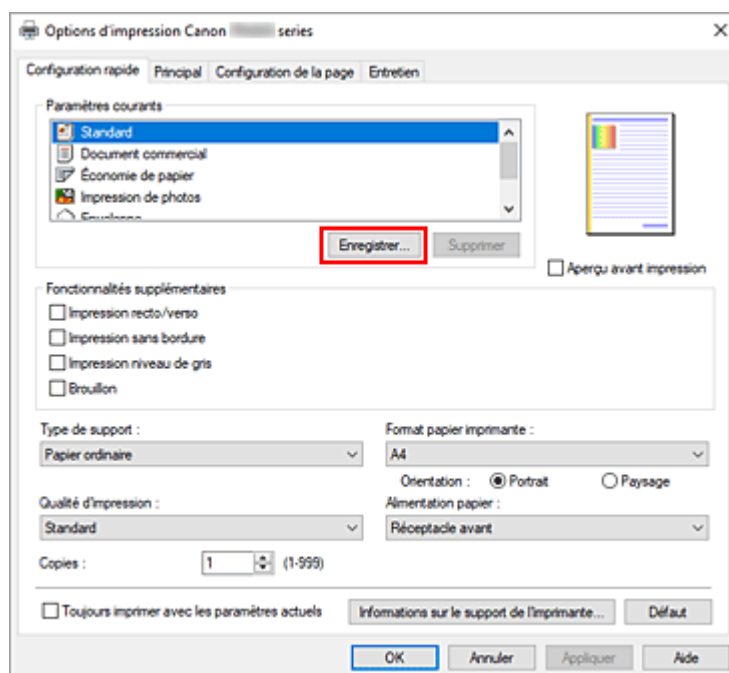 Options d'impression Canon series
Configuration rapide Principal Configuration de la page Entretien
Paramètres courants
Standard
Document commercial
Économie de papier
Impression de photos
Enregistrer... Supprimer
Aperçu avant impression
Fonctionnalités supplémentaires
Impression recto/verso
Impression sans bordure
Impression niveau de gris
Brouillon
Type de support : Format papier imprimante :
Papier ordinaire A4
Orientation : Portrait Paysage
Qualité d'impression : Alimentation papier :
Standard Réceptacle avant
Copies : 1 (1-999)
Toujours imprimer avec les paramètres actuels Informations sur le support de l'imprimante... Défaut
OK Annuler Appliquer Aide